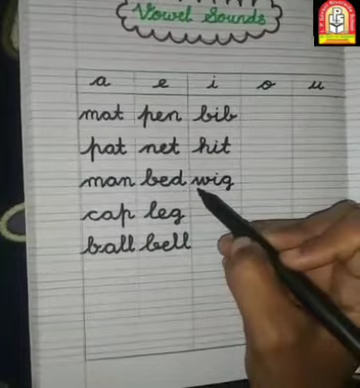 Vowel Sounds
a e i o u
mat pen bib
pat net hit
man bed wig
cap leg
ball bell